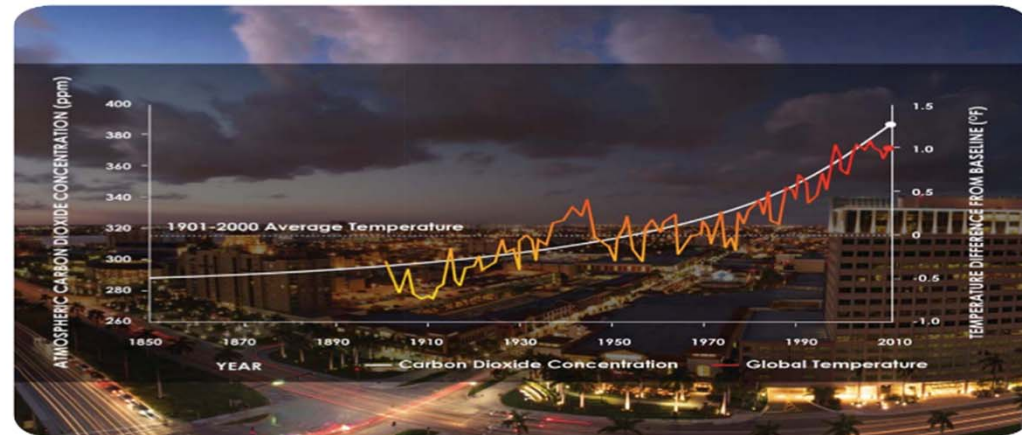 ATMOSPHERIC CARBON DIOXIDE CONCENTRATION (ppm)
400
380
360
340
320
300
280
260
1901-2000 Average Temperature
1.5
1.0
0.5
0
-0.5
-1.0
TEMPERATURE DIFFERENCE FROM BASELINE (°F)
1850 1870 1890 1910 1930 1950 1970 1990 2010
YEAR Carbon Dioxide Concentration Global Temperature